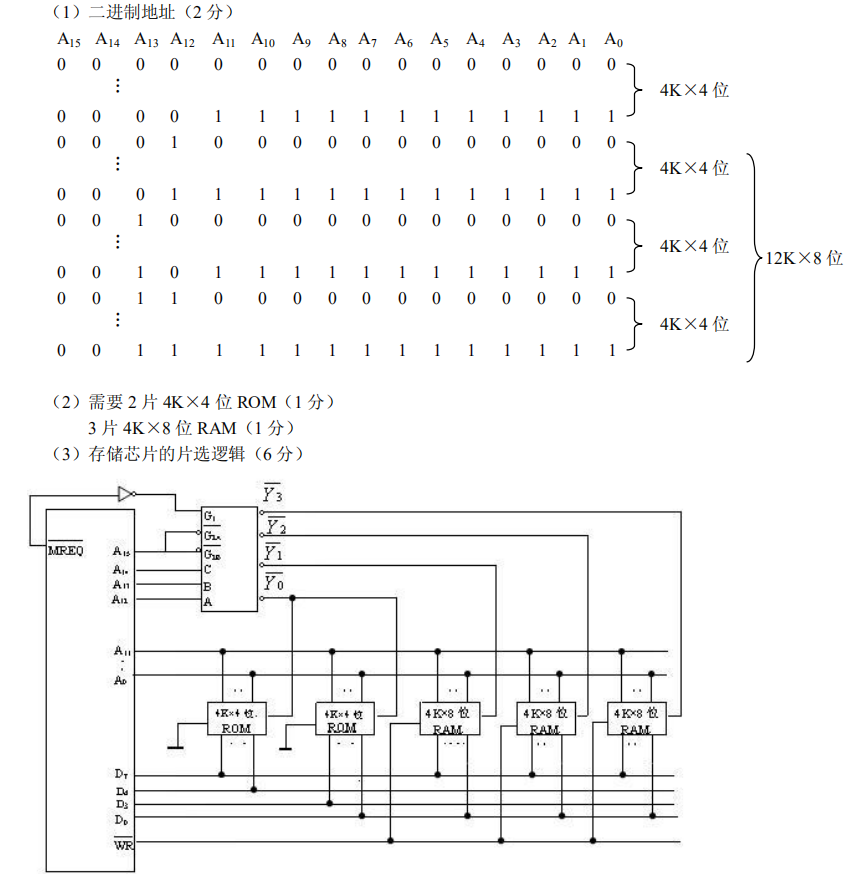 （1）二进制地址（2 分）
A15 A14 A13 A12 A11 A10 A9 A8 A7 A6 A5 A4 A3 A2 A1 A0
0 0 0 0 0 0 0 0 0 0 0 0 0 0 0 0
⋮ 4K×4 位
0 0 0 0 1 1 1 1 1 1 1 1 1 1 1 1
0 0 0 1 0 0 0 0 0 0 0 0 0 0 0 0
⋮ 4K×4 位
0 0 0 1 1 1 1 1 1 1 1 1 1 1 1 1
0 0 1 0 0 0 0 0 0 0 0 0 0 0 0 0
⋮ 4K×4 位
12K×8 位
0 0 1 0 1 1 1 1 1 1 1 1 1 1 1 1
0 0 1 1 0 0 0 0 0 0 0 0 0 0 0 0
⋮ 4K×4 位
0 0 1 1 1 1 1 1 1 1 1 1 1 1 1 1
（2）需要 2 片 4K×4 位 ROM（1 分）
3 片 4K×8 位 RAM（1 分）
（3）存储芯片的片选逻辑（6 分）
Y3
G1
Y2
G2A
MREQ A15 G2B Y1
A14 C
A13 B Y0
A12 A
A11
⋮
A0
4K×4 位 4K×4 位 4K×8 位 4K×8 位 4K×8 位
ROM ROM RAM RAM RAM
D7
D4
D3
D0
WR